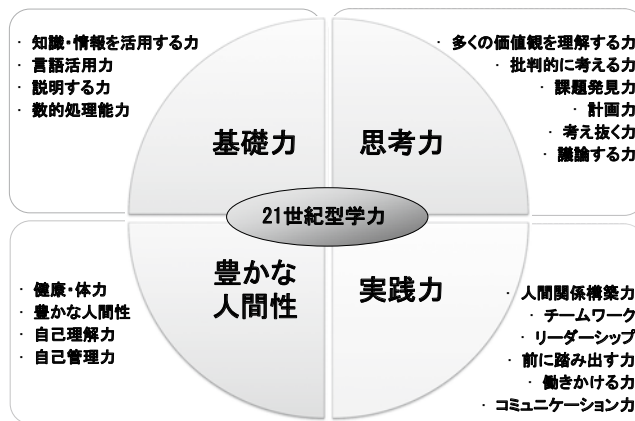 ・知識・情報を活用する力
・言語活用力
・説明する力
・数的処理能力
基礎力
・多くの価値観を理解する力
・批判的に考える力
・課題発見力
・計画力
・考え抜く力
・議論する力
思考力
21世紀型学力
・健康・体力
・豊かな人間性
・自己理解力
・自己管理力
豊かな
人間性
実践力
・人間関係構築力
・チームワーク
・リーダーシップ
・前に踏み出す力
・働きかける力
・コミュニケーション力